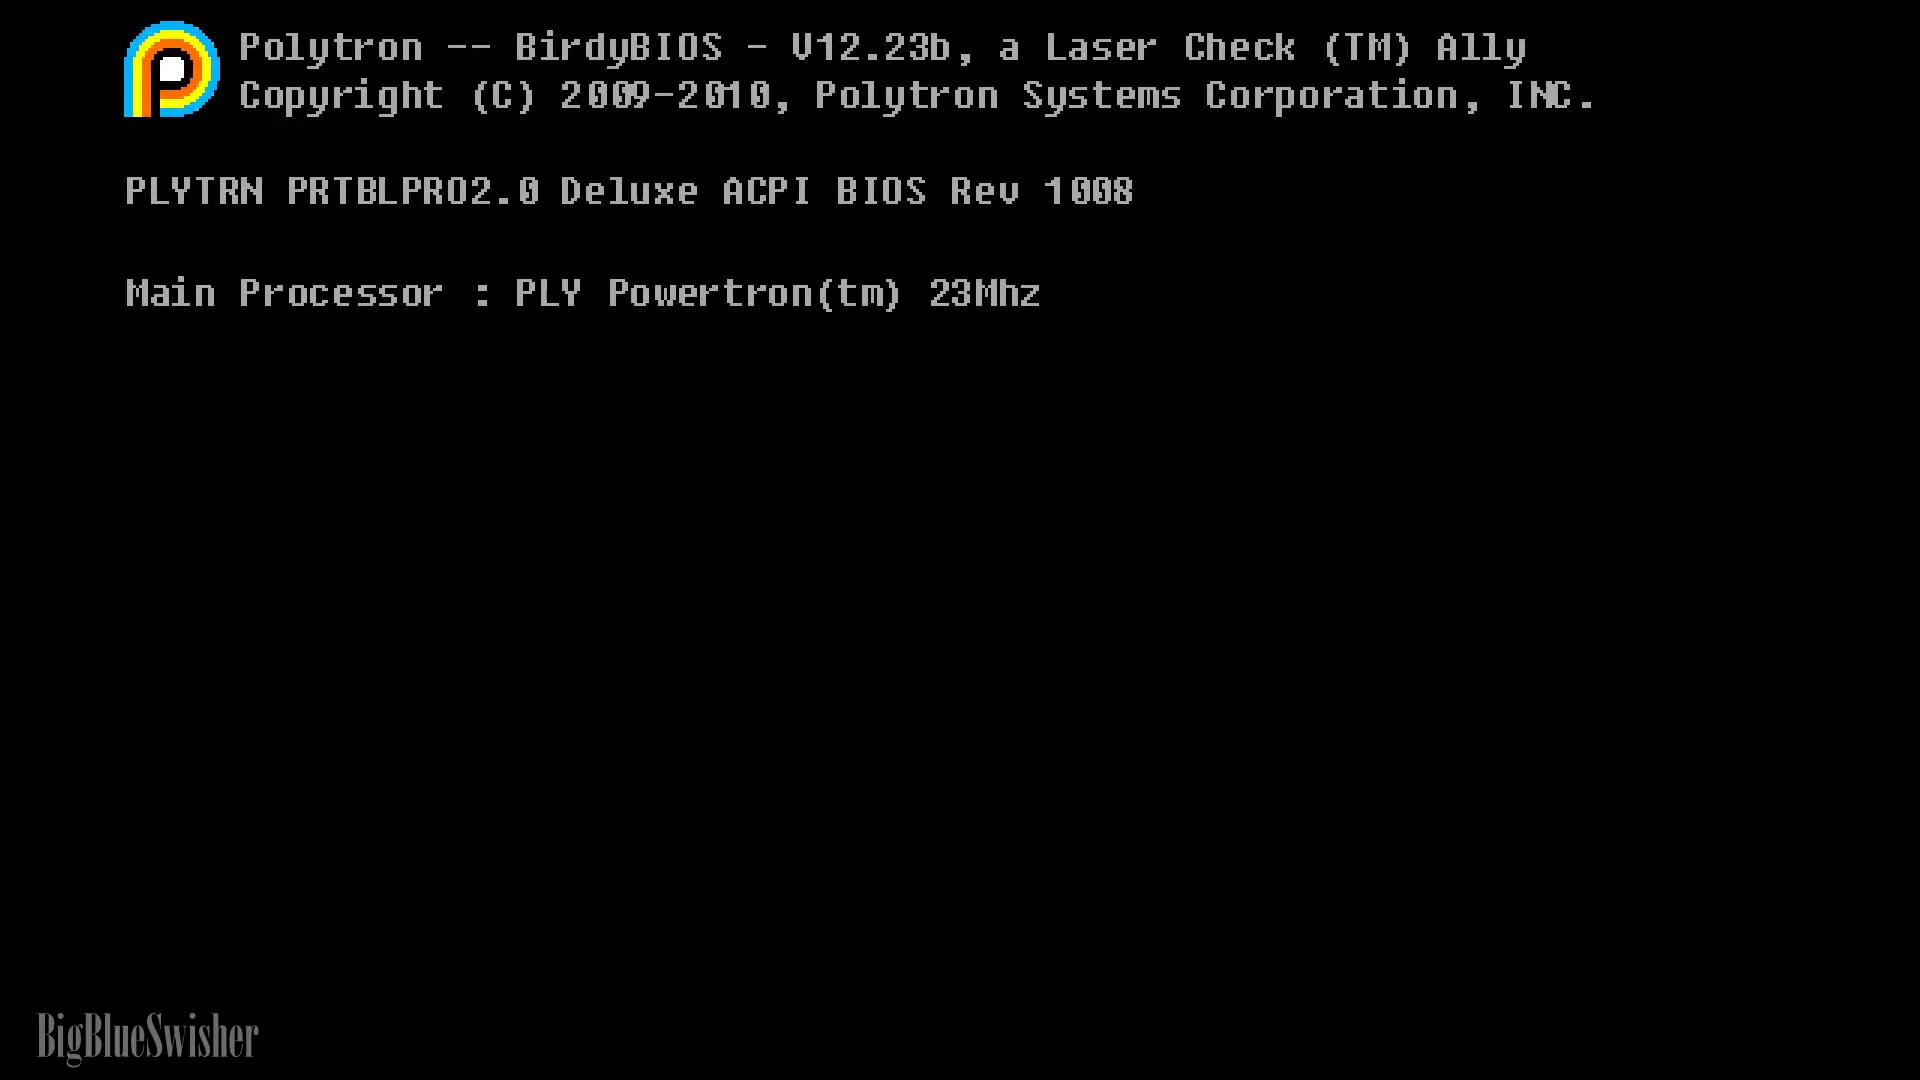 Polytron -- BirdyBIOS - V12.23b, a Laser Check (TM) Ally
Copyright (C) 2009-2010, Polytron Systems Corporation, INC.
PLYTRN PRTBLPRO2.0 Deluxe ACPI BIOS Rev 1008
Main Processor : PLY Powertron(tm) 23Mhz
BigBlueSwisher